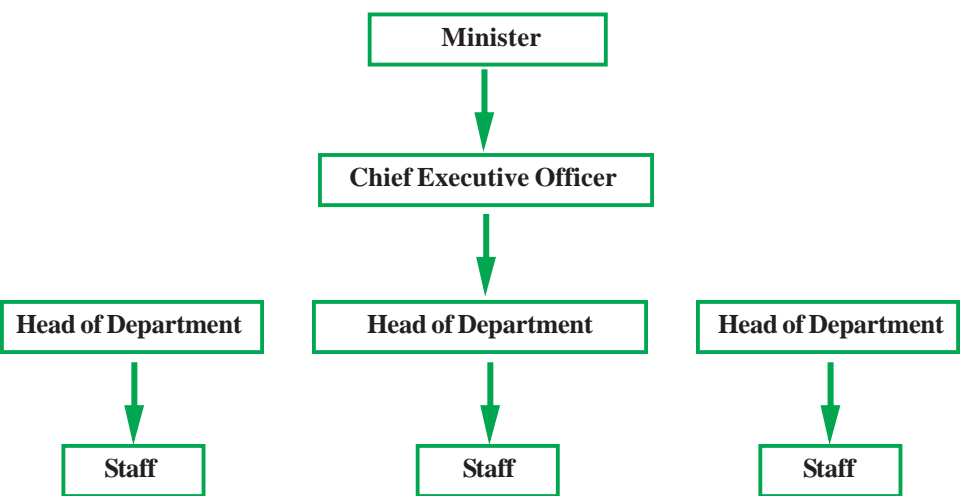 Minister
Chief Executive Officer
Head of Department
Head of Department
Head of Department
Staff
Staff
Staff